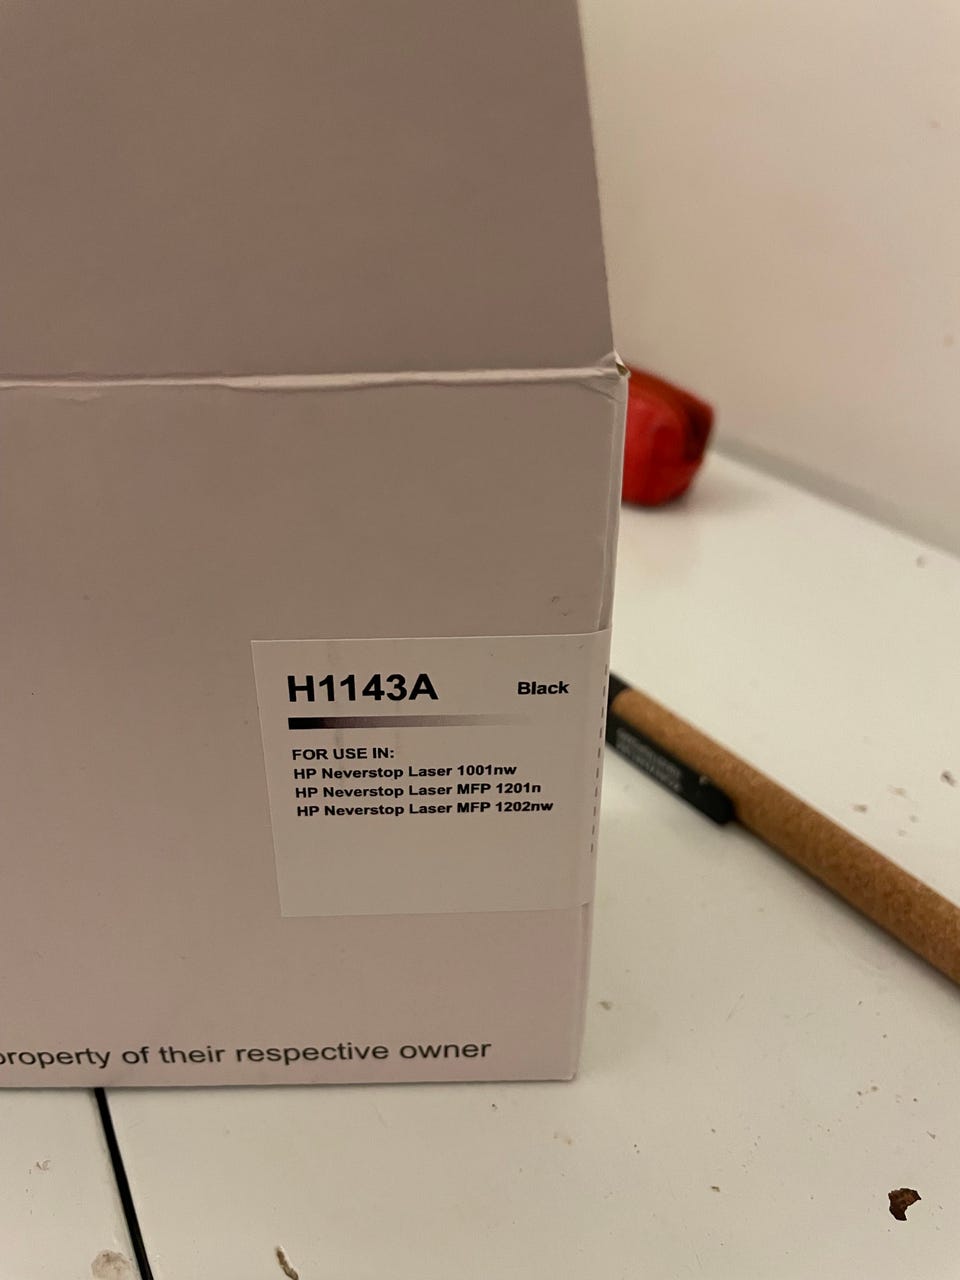 H1143A
Black
FOR USE IN:
HP Neverstop Laser 1001nw
HP Neverstop Laser MFP 1201n
HP Neverstop Laser MFP 1202nw
property of their respective owner